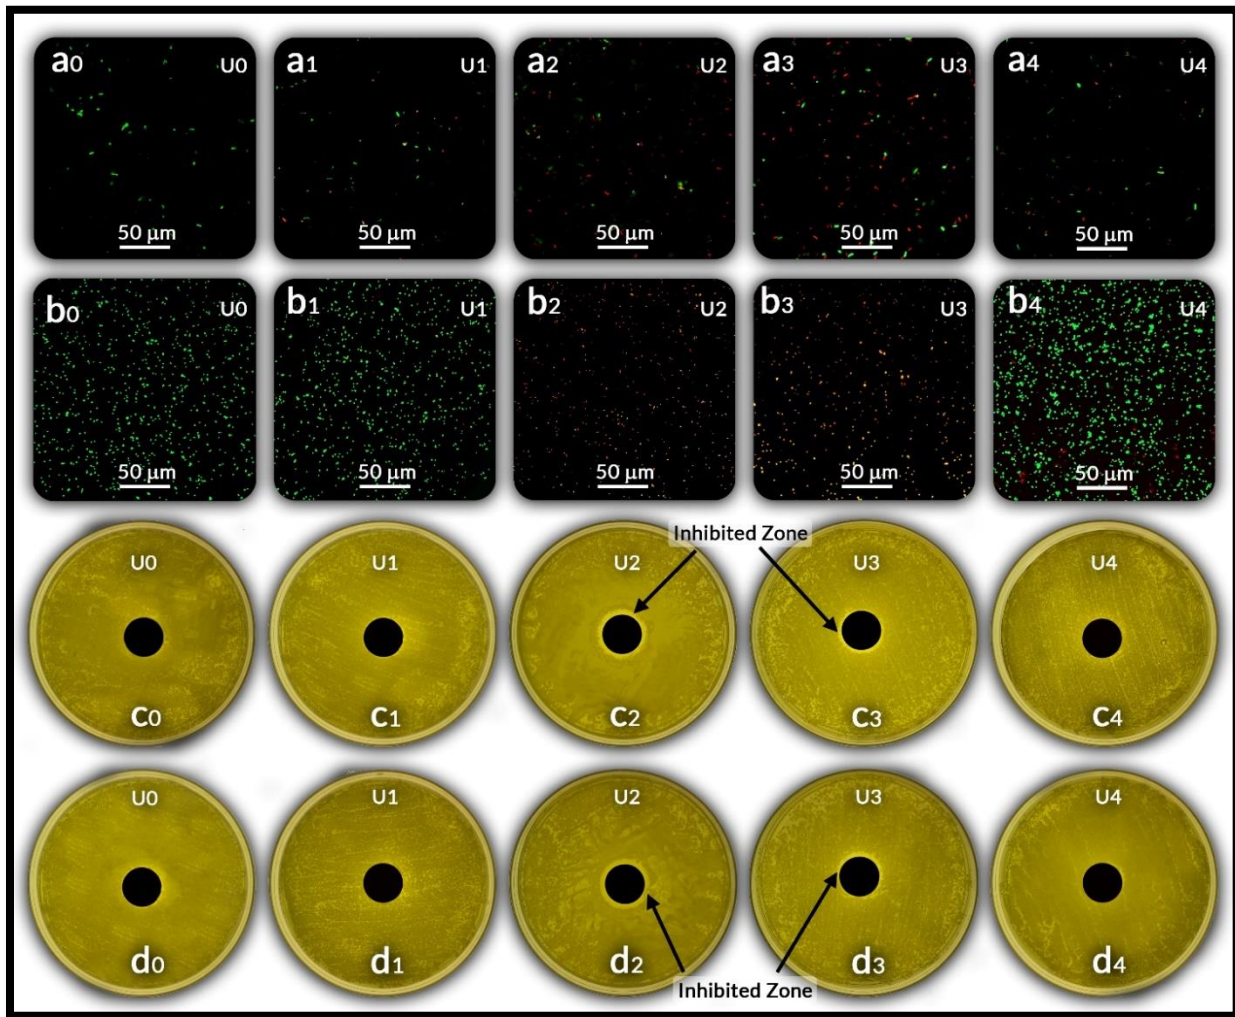 a0 U0 a1 U1 a2 U2 a3 U3 a4 U4
50 µm 50 µm 50 µm 50 µm 50 µm
b0 U0 b1 U1 b2 U2 b3 U3 b4 U4
50 µm 50 µm 50 µm 50 µm 50 µm
Inhibited Zone
U0 U1 U2 U3 U4
c0 c1 c2 c3 c4
U0 U1 U2 U3 U4
d0 d1 d2 d3 d4
Inhibited Zone